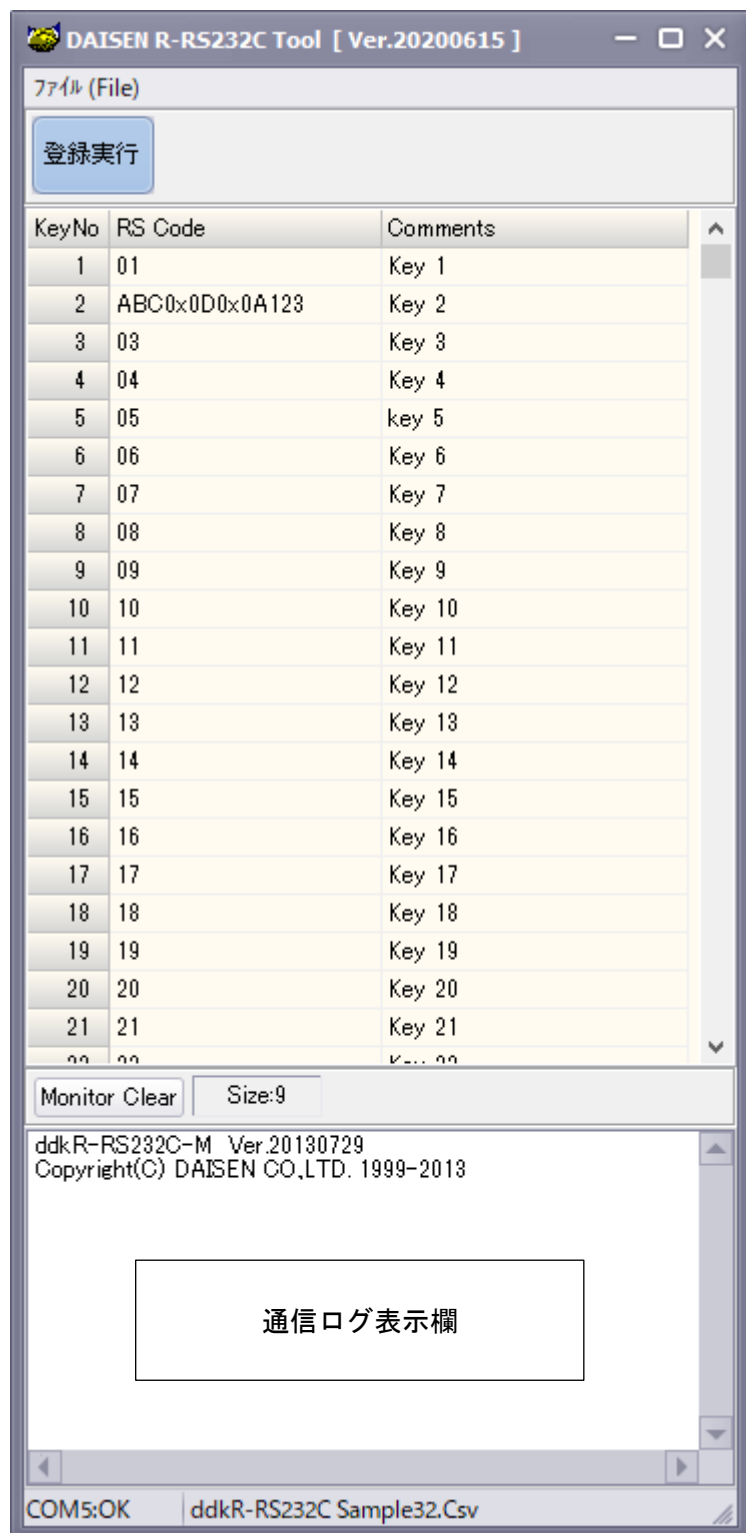 DAISEN R-RS232C Tool [ Ver.20200615 ]
ファイル (File)
登録実行
KeyNo RS Code Comments
1 01 Key 1
2 ABC0x0D0x0A123 Key 2
3 03 Key 3
4 04 Key 4
5 05 key 5
6 06 Key 6
7 07 Key 7
8 08 Key 8
9 09 Key 9
10 10 Key 10
11 11 Key 11
12 12 Key 12
13 13 Key 13
14 14 Key 14
15 15 Key 15
16 16 Key 16
17 17 Key 17
18 18 Key 18
19 19 Key 19
20 20 Key 20
21 21 Key 21
22 22 Key 22
Monitor Clear Size:9
ddkR-RS232C-M Ver.20130729
Copyright(C) DAISEN CO,LTD. 1999-2013
通信ログ表示欄
COM5:OK ddkR-RS232C Sample32.Csv